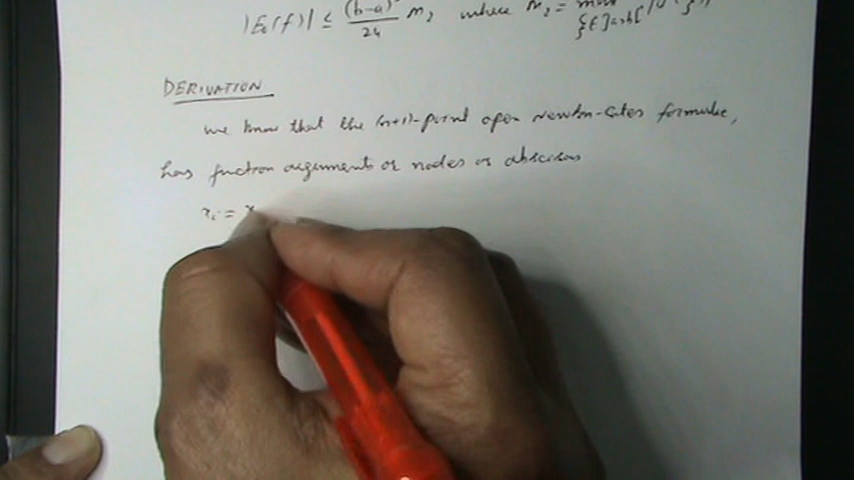 |E₀(f)| ≤ (b-a) / 24 M₂ where M₂ =
DERIVATION
we know that the (n+1)-point open Newton-Cotes formulae,
has function arguments or nodes or abscissas
xᵢ = x